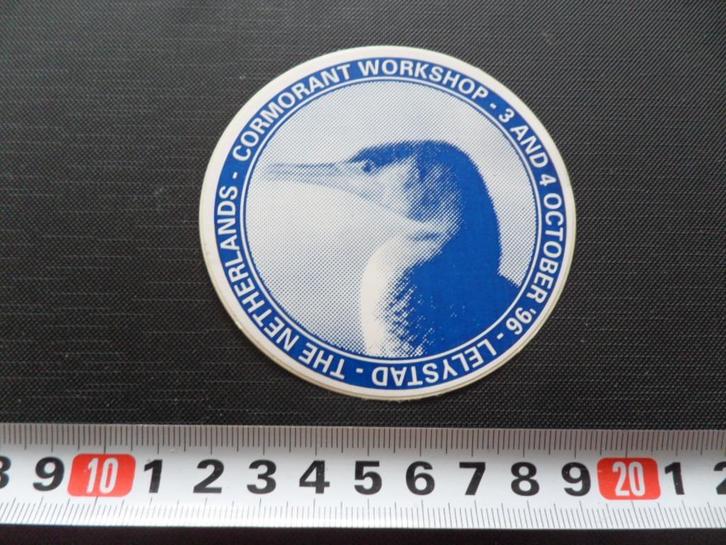 CORMORANT WORKSHOP - 3 AND 4 OCTOBER '96 - LELYSTAD - THE NETHERLANDS -
9 10 1 2 3 4 5 6 7 8 9 20 1